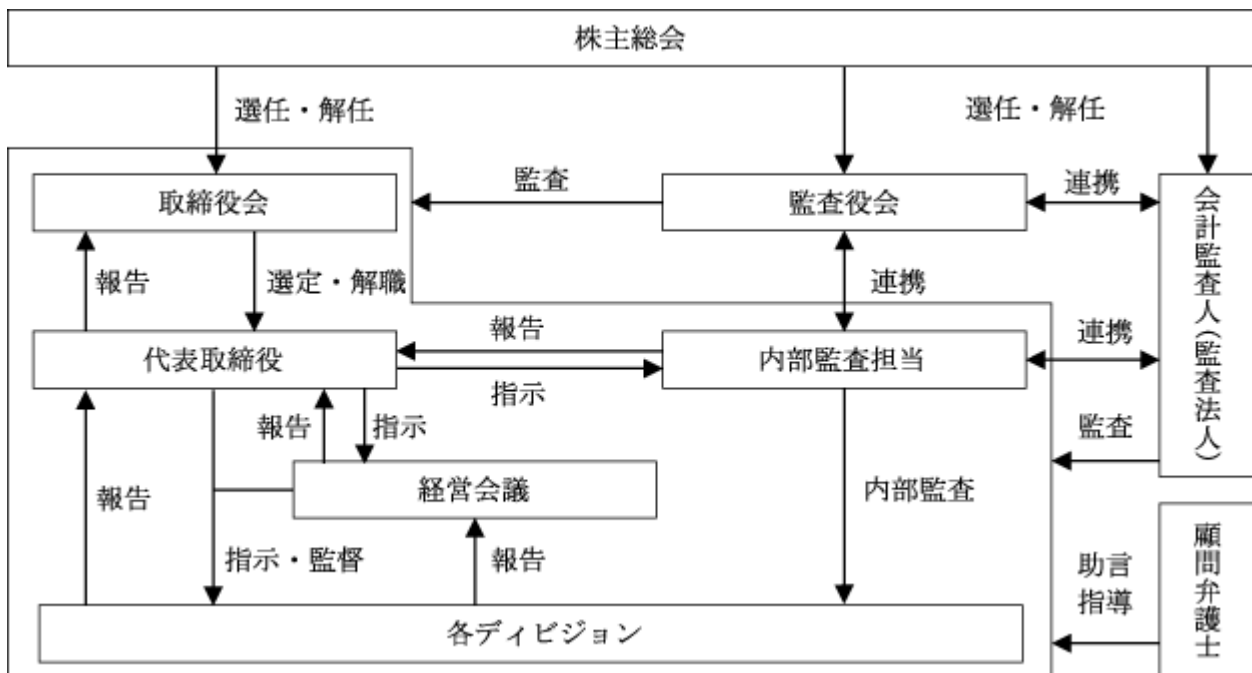 株主総会
選任・解任
選任・解任
取締役会
監査
監査役会
連携
会計監査人(監査法人)
報告
選定・解職
連携
代表取締役
報告
指示
内部監査担当
連携
報告
指示
監査
経営会議
報告
内部監査
指示・監督
報告
助言
指導
顧問弁護士
各ディビジョン